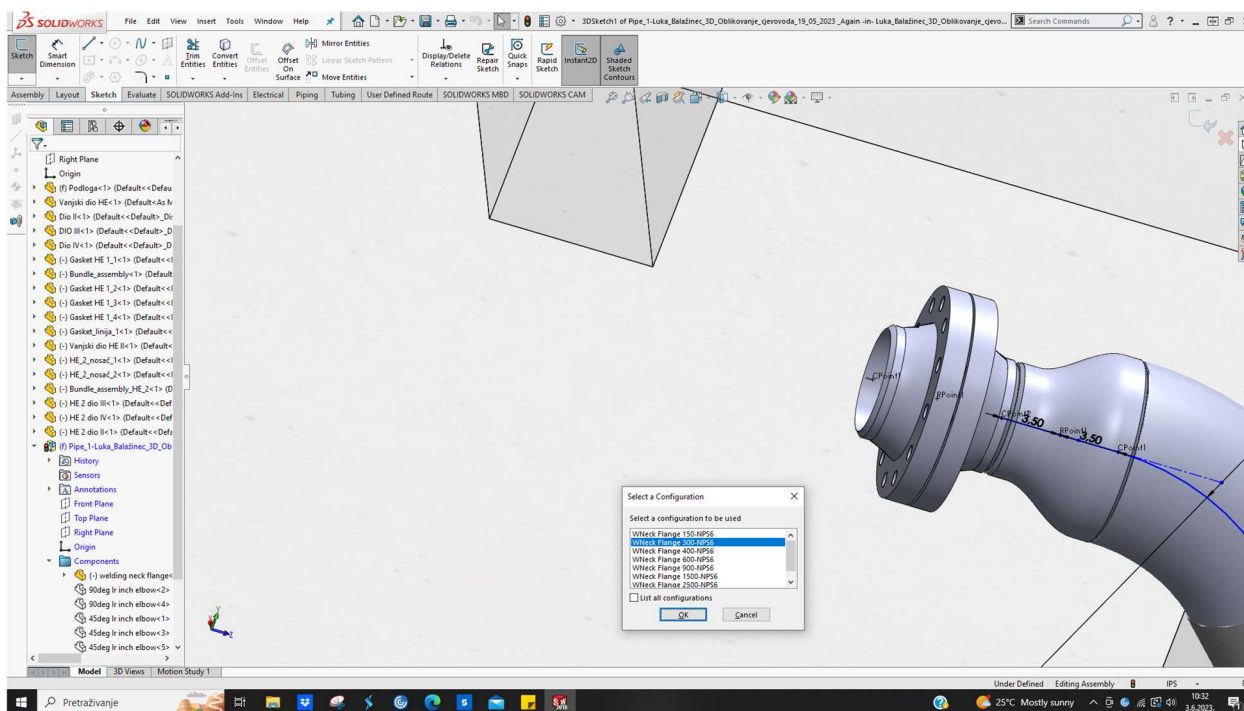 SOLIDWORKS File Edit View Insert Tools Window Help 3DSketch1 of Pipe_1-Luka_Balažinec_3D_Oblikovanje_cjevovoda_19_05_2023 _Again -in- Luka_Balažinec_3D_Oblikovanje_cjevo... Search Commands
Sketch Smart Dimension Trim Entities Convert Entities Offset Entities Offset On Surface Mirror Entities Linear Sketch Pattern Move Entities Display/Delete Relations Repair Sketch Quick Snaps Rapid Sketch Instant2D Shaded Sketch Contours
Assembly Layout Sketch Evaluate SOLIDWORKS Add-Ins Electrical Piping Tubing User Defined Route SOLIDWORKS MBD SOLIDWORKS CAM
Right Plane
Origin
(f) Podloga<1> (Default<<Defau
Vanjski dio HE<1> (Default<As M
Dio II<1> (Default<<Default>_Di
DIO III<1> (Default<<Default>_D
Dio IV<1> (Default<<Default>_D
(-) Gasket HE 1_1<1> (Default<<
(-) Bundle_assembly<1> (Default
(-) Gasket HE 1_2<1> (Default<<
(-) Gasket HE 1_3<1> (Default<<
(-) Gasket HE 1_4<1> (Default<<
(-) Gasket_linija_1<1> (Default<<
(-) Vanjski dio HE II<1> (Default<
(-) HE_2_nosač_1<1> (Default<<
(-) HE_2_nosač_2<1> (Default<<
(-) Bundle_assembly_HE_2<1> (D
(-) HE 2 dio III<1> (Default<<Def
(-) HE 2 dio IV<1> (Default<<Def
(-) HE 2 dio II<1> (Default<<Defa
(f) Pipe_1-Luka_Balažinec_3D_Ob
History
Sensors
Annotations
Front Plane
Top Plane
Right Plane
Origin
Components
(-) welding neck flange<
90deg lr inch elbow<2>
90deg lr inch elbow<4>
45deg lr inch elbow<1>
45deg lr inch elbow<3>
45deg lr inch elbow<5>
CPoint1
RPoint1
CPoint2
3.50
RPoint1
3.50
CPoint1
Select a Configuration
Select a configuration to be used
WNeck Flange 150-NPS6
WNeck Flange 300-NPS6
WNeck Flange 400-NPS6
WNeck Flange 600-NPS6
WNeck Flange 900-NPS6
WNeck Flange 1500-NPS6
WNeck Flange 2500-NPS6
List all configurations
OK Cancel
Y
Z
Model 3D Views Motion Study 1
Under Defined Editing Assembly IPS
Pretraživanje 25°C Mostly sunny 10:32
3.6.2023.